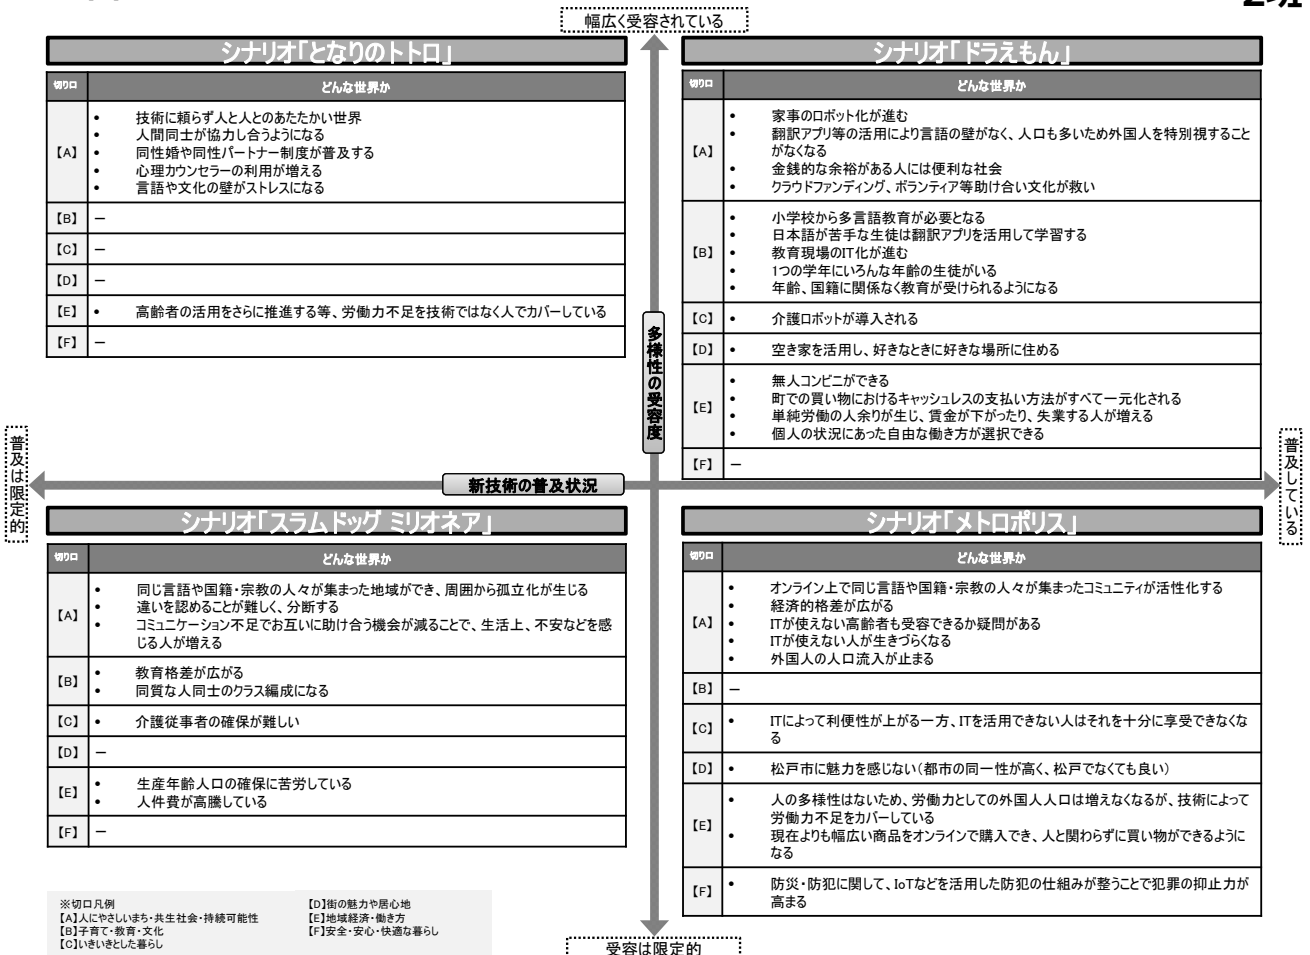 2班
幅広く受容されている
シナリオ「となりのトトロ」
切り口 どんな世界か
【A】
• 技術に頼らず人と人とのあたたかい世界
• 人間同士が協力し合うようになる
• 同性婚や同性パートナー制度が普及する
• 心理カウンセラーの利用が増える
• 言語や文化の壁がストレスになる
【B】 －
【C】 －
【D】 －
【E】 • 高齢者の活用をさらに推進する等、労働力不足を技術ではなく人でカバーしている
【F】 －
シナリオ「ドラえもん」
切り口 どんな世界か
【A】
• 家事のロボット化が進む
• 翻訳アプリ等の活用により言語の壁がなく、人口も多いため外国人を特別視すること
がなくなる
• 金銭的な余裕がある人には便利な社会
• クラウドファンディング、ボランティア等助け合い文化が救い
【B】
• 小学校から多言語教育が必要となる
• 日本語が苦手な生徒は翻訳アプリを活用して学習する
• 教育現場のIT化が進む
• 1つの学年にいろんな年齢の生徒がいる
• 年齢、国籍に関係なく教育が受けられるようになる
【C】 • 介護ロボットが導入される
【D】 • 空き家を活用し、好きなときに好きな場所に住める
【E】
• 無人コンビニができる
• 町での買い物におけるキャッシュレスの支払い方法がすべて一元化される
• 単純労働の人余りが生じ、賃金が下がったり、失業する人が増える
• 個人の状況にあった自由な働き方が選択できる
【F】 －
多様性の受容度
普及は限定的
新技術の普及状況
普及している
シナリオ「スラムドッグ ミリオネア」
切り口 どんな世界か
【A】
• 同じ言語や国籍・宗教の人々が集まった地域ができ、周囲から孤立化が生じる
• 違いを認めることが難しく、分断する
• コミュニケーション不足でお互いに助け合う機会が減ることで、生活上、不安などを感
じる人が増える
【B】
• 教育格差が広がる
• 同質な人同士のクラス編成になる
【C】 • 介護従事者の確保が難しい
【D】 －
【E】
• 生産年齢人口の確保に苦労している
• 人件費が高騰している
【F】 －
シナリオ「メトロポリス」
切り口 どんな世界か
【A】
• オンライン上で同じ言語や国籍・宗教の人々が集まったコミュニティが活性化する
• 経済的格差が広がる
• ITが使えない高齢者も受容できるか疑問がある
• ITが使えない人が生きづらくなる
• 外国人の人口流入が止まる
【B】 －
【C】 • ITによって利便性が上がる一方、ITを活用できない人はそれを十分に享受できなくな
る
【D】 • 松戸市に魅力を感じない（都市の同一性が高く、松戸でなくても良い）
【E】
• 人の多様性はないため、労働力としての外国人人口は増えなくなるが、技術によって
労働力不足をカバーしている
• 現在よりも幅広い商品をオンラインで購入でき、人と関わらずに買い物ができるように
なる
【F】 • 防災・防犯に関して、IoTなどを活用した防犯の仕組みが整うことで犯罪の抑止力が
高まる
※切口凡例
【A】人にやさしいまち・共生社会・持続可能性
【B】子育て・教育・文化
【C】いきいきとした暮らし
【D】街の魅力や居心地
【E】地域経済・働き方
【F】安全・安心・快適な暮らし
受容は限定的